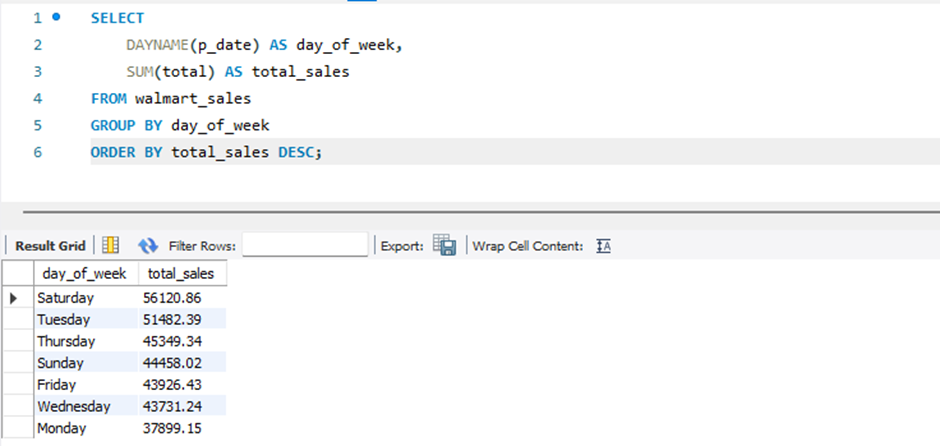 1 SELECT
2 DAYNAME(p_date) AS day_of_week,
3 SUM(total) AS total_sales
4 FROM walmart_sales
5 GROUP BY day_of_week
6 ORDER BY total_sales DESC;
Result Grid Filter Rows: Export: Wrap Cell Content:
day_of_week total_sales
Saturday 56120.86
Tuesday 51482.39
Thursday 45349.34
Sunday 44458.02
Friday 43926.43
Wednesday 43731.24
Monday 37899.15